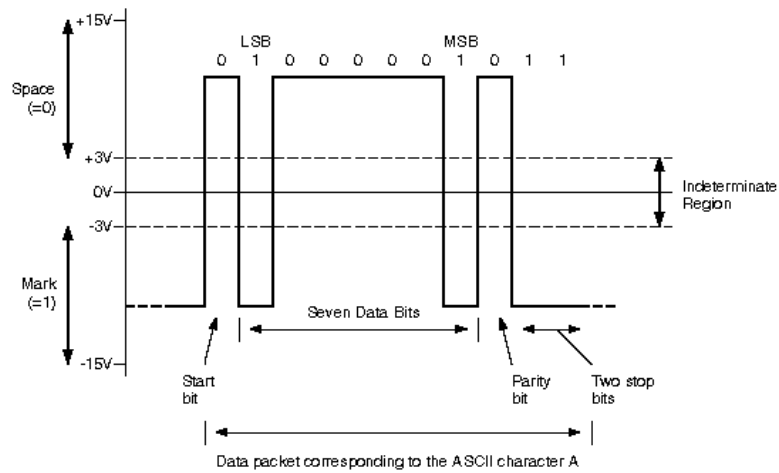 +15V
LSB MSB
0 1 0 0 0 0 0 1 0 1 1
Space
(=0)
+3V
0V
Indeterminate
Region
-3V
Mark
(=1)
Seven Data Bits
-15V
Start
bit
Parity
bit
Two stop
bits
Data packet corresponding to the ASCII character A